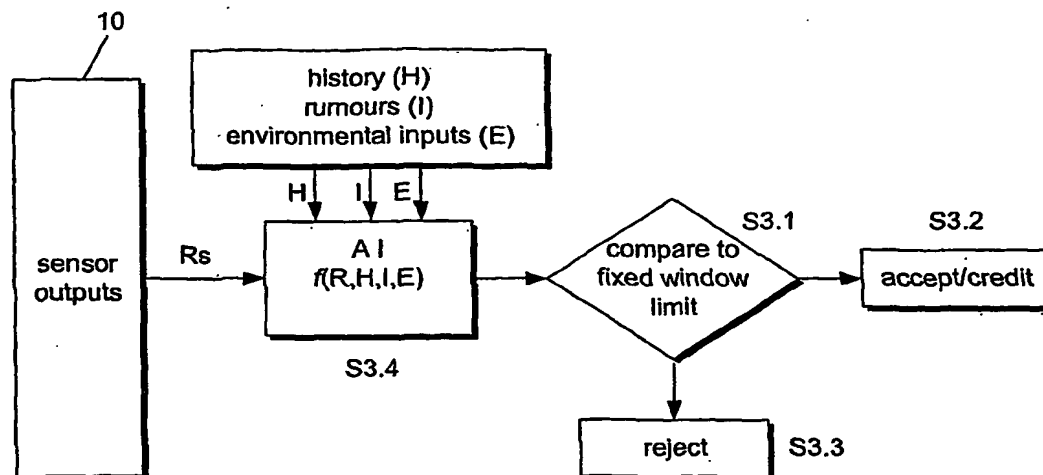 10
history (H)
rumours (I)
environmental inputs (E)
H I E
sensor
outputs
Rs
A I
f(R,H,I,E)
S3.4
compare to
fixed window
limit
S3.1
S3.2
accept/credit
reject
S3.3